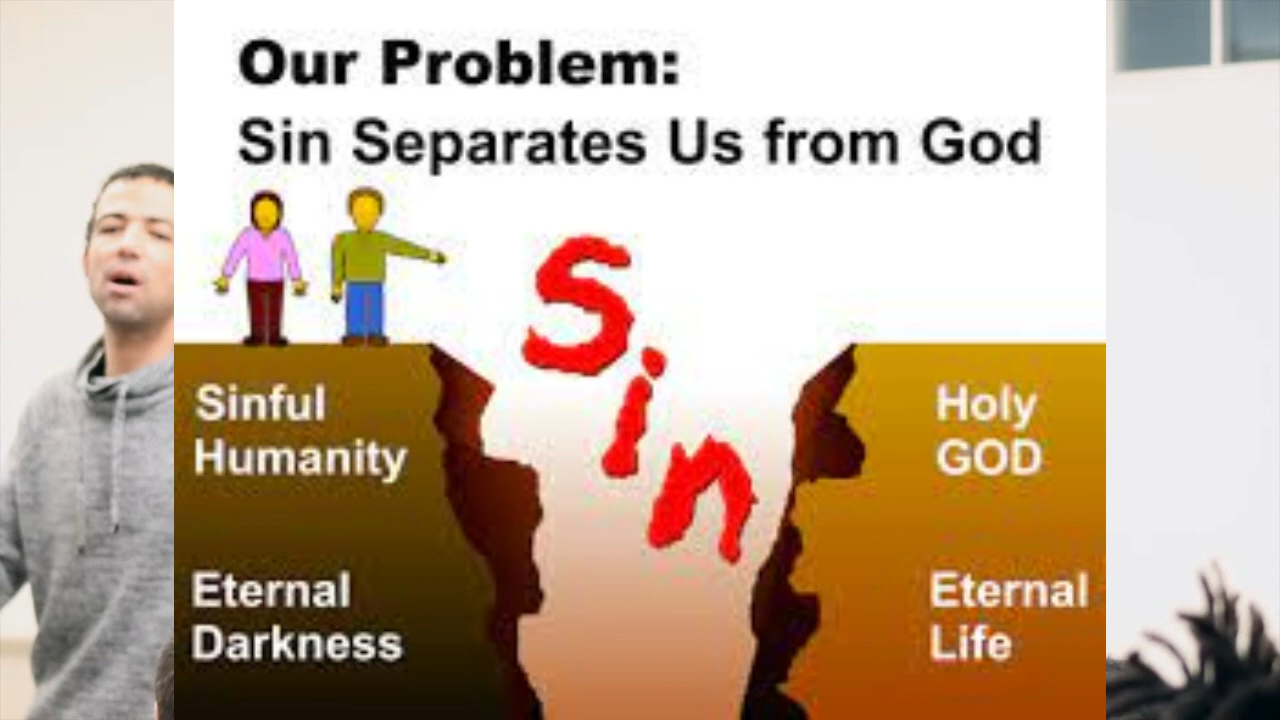 Our Problem:
Sin Separates Us from God
Sin
Sinful
Humanity
Holy
GOD
Eternal
Darkness
Eternal
Life